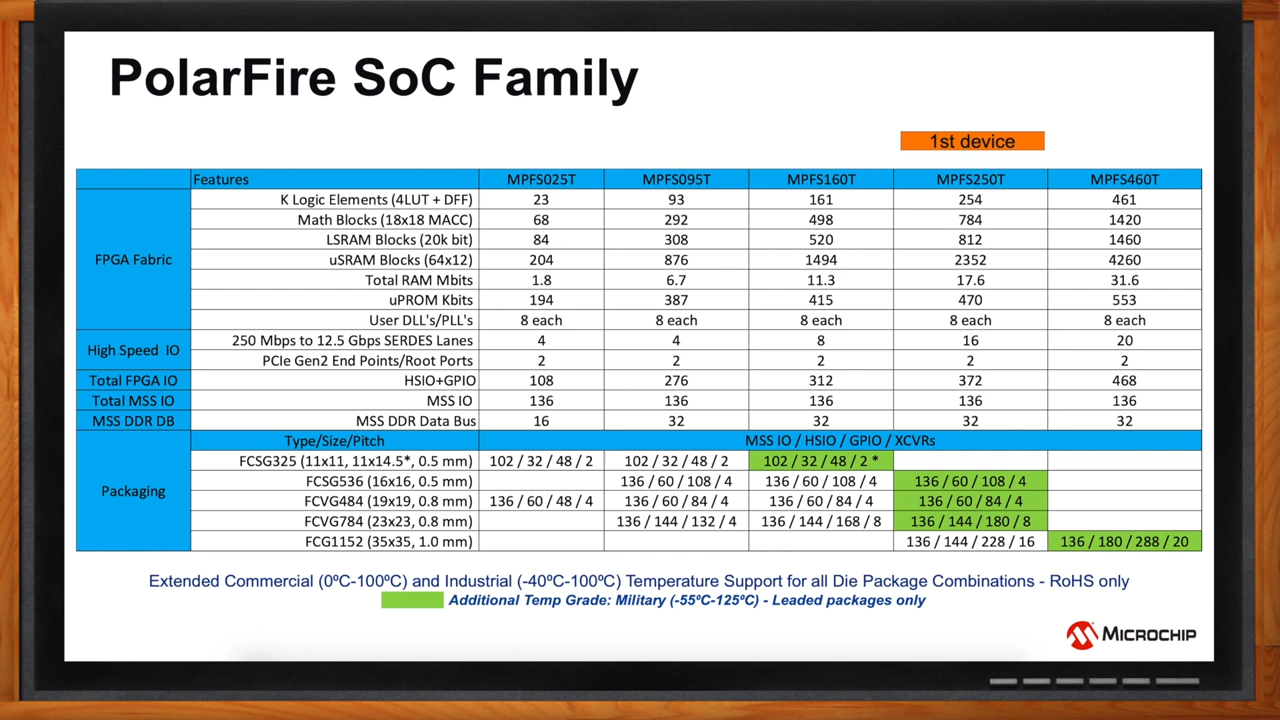 PolarFire SoC Family
1st device
Features MPFS025T MPFS095T MPFS160T MPFS250T MPFS460T
FPGA Fabric
K Logic Elements (4LUT + DFF) 23 93 161 254 461
Math Blocks (18x18 MACC) 68 292 498 784 1420
LSRAM Blocks (20k bit) 84 308 520 812 1460
uSRAM Blocks (64x12) 204 876 1494 2352 4260
Total RAM Mbits 1.8 6.7 11.3 17.6 31.6
uPROM Kbits 194 387 415 470 553
User DLL's/PLL's 8 each 8 each 8 each 8 each 8 each
High Speed IO
250 Mbps to 12.5 Gbps SERDES Lanes 4 4 8 16 20
PCIe Gen2 End Points/Root Ports 2 2 2 2 2
Total FPGA IO HSIO+GPIO 108 276 312 372 468
Total MSS IO MSS IO 136 136 136 136 136
MSS DDR DB MSS DDR Data Bus 16 32 32 32 32
Packaging
Type/Size/Pitch MSS IO / HSIO / GPIO / XCVRs
FCSG325 (11x11, 11x14.5*, 0.5 mm) 102 / 32 / 48 / 2 102 / 32 / 48 / 2 102 / 32 / 48 / 2 *
FCSG536 (16x16, 0.5 mm) 136 / 60 / 108 / 4 136 / 60 / 108 / 4 136 / 60 / 108 / 4
FCVG484 (19x19, 0.8 mm) 136 / 60 / 48 / 4 136 / 60 / 84 / 4 136 / 60 / 84 / 4 136 / 60 / 84 / 4
FCVG784 (23x23, 0.8 mm) 136 / 144 / 132 / 4 136 / 144 / 168 / 8 136 / 144 / 180 / 8
FCG1152 (35x35, 1.0 mm) 136 / 144 / 228 / 16 136 / 180 / 288 / 20
Extended Commercial (0ºC-100ºC) and Industrial (-40ºC-100ºC) Temperature Support for all Die Package Combinations - RoHS only
Additional Temp Grade: Military (-55ºC-125ºC) - Leaded packages only
MICROCHIP